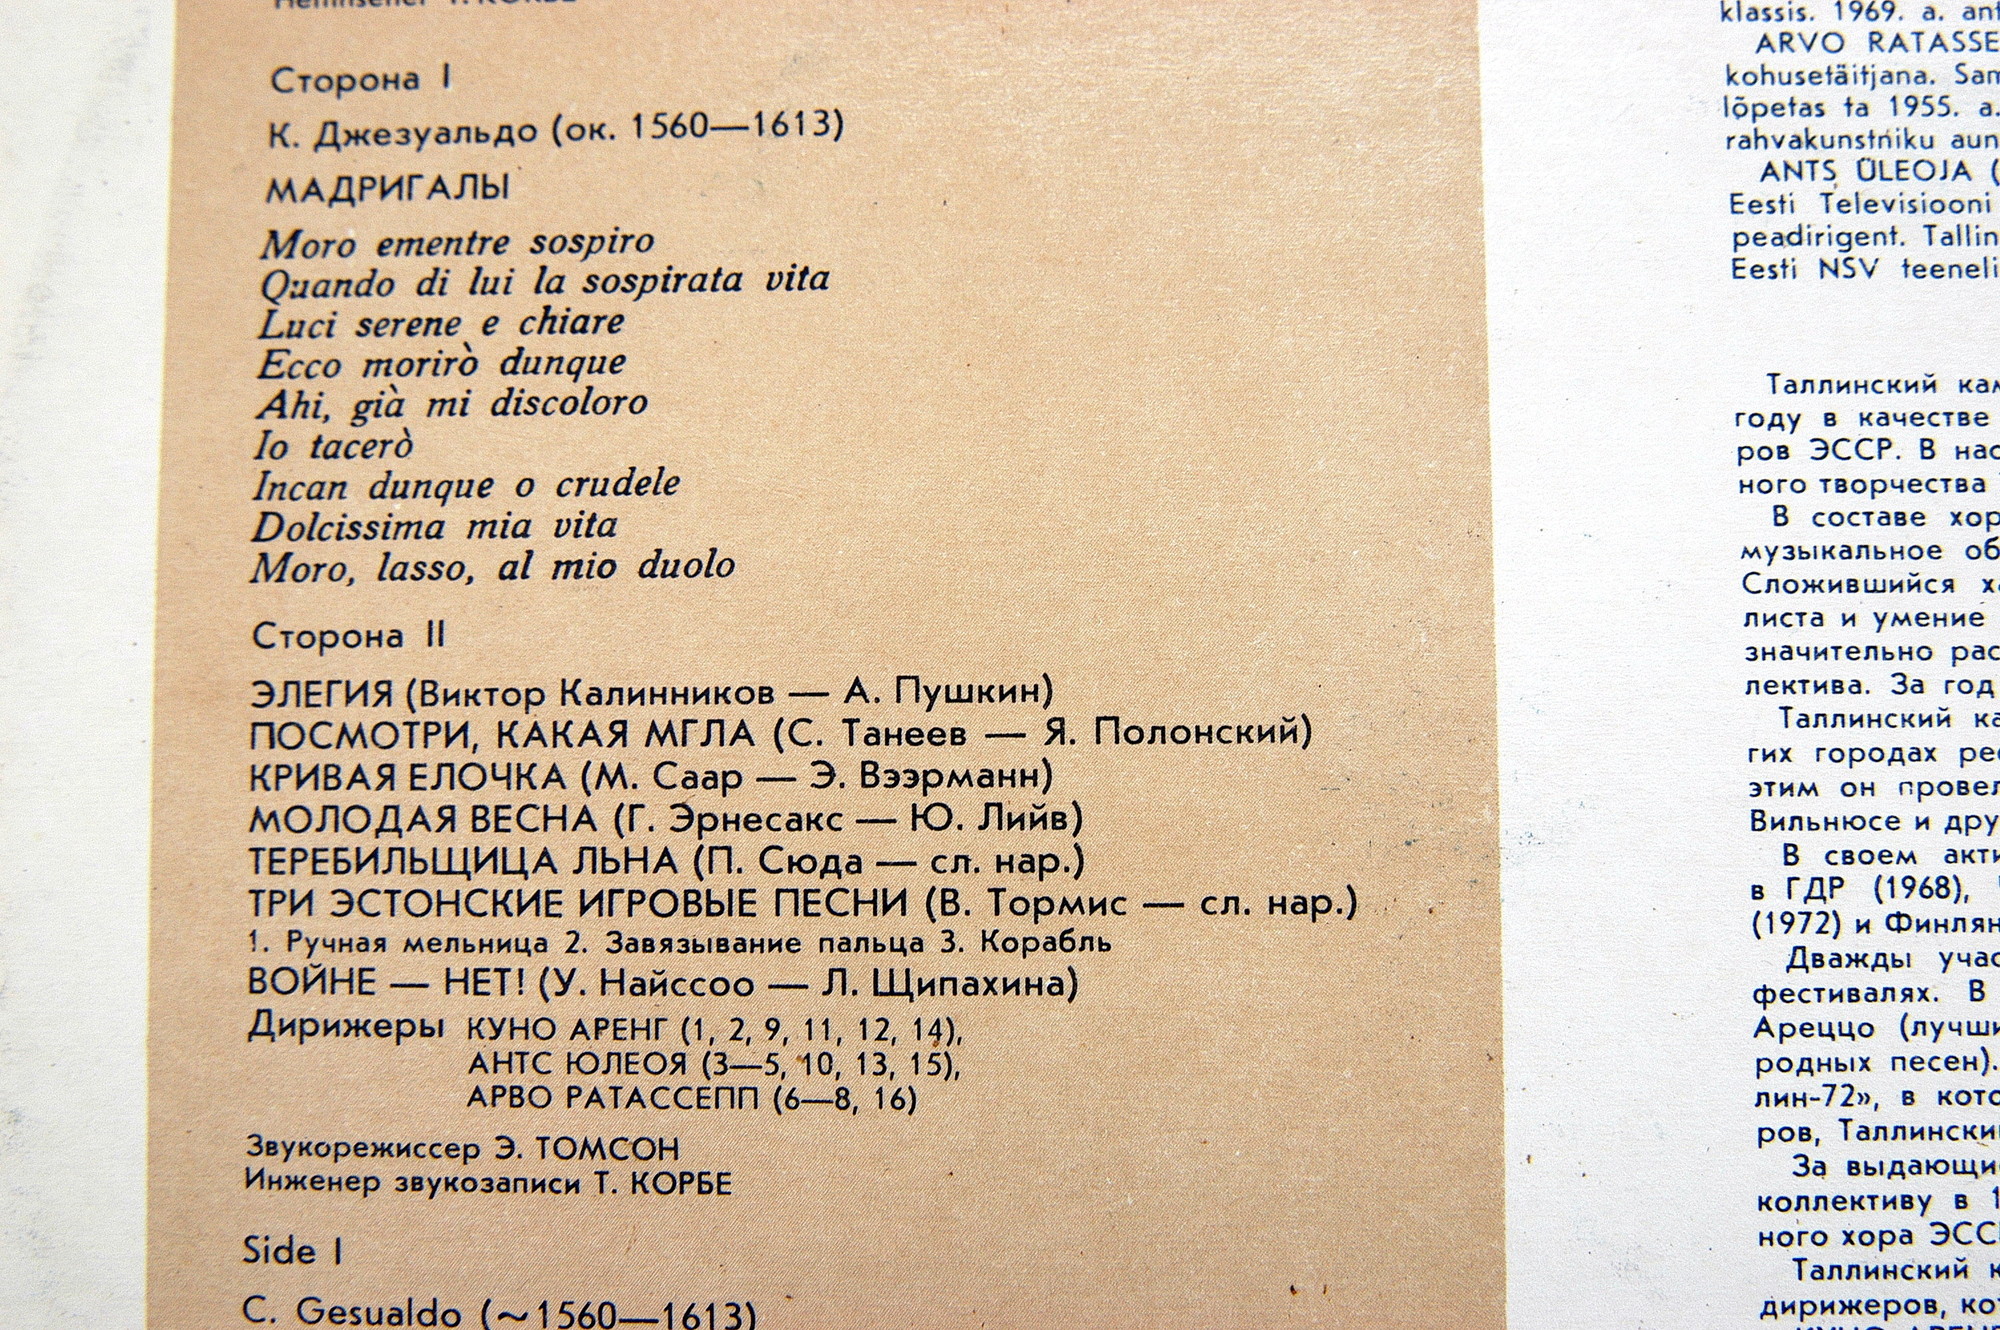 Сторона I
К. Джезуальдо (ок. 1560—1613)
МАДРИГАЛЫ
Moro ementre sospiro
Quando di lui la sospirata vita
Luci serene e chiare
Ecco morirò dunque
Ahi, già mi discoloro
Io tacerò
Incan dunque o crudele
Dolcissima mia vita
Moro, lasso, al mio duolo
Сторона II
ЭЛЕГИЯ (Виктор Калинников — А. Пушкин)
ПОСМОТРИ, КАКАЯ МГЛА (С. Танеев — Я. Полонский)
КРИВАЯ ЕЛОЧКА (М. Саар — Э. Вээрманн)
МОЛОДАЯ ВЕСНА (Г. Эрнесакс — Ю. Лийв)
ТЕРЕБИЛЬЩИЦА ЛЬНА (П. Сюда — сл. нар.)
ТРИ ЭСТОНСКИЕ ИГРОВЫЕ ПЕСНИ (В. Тормис — сл. нар.)
1. Ручная мельница 2. Завязывание пальца 3. Корабль
ВОЙНЕ — НЕТ! (У. Найссоо — Л. Щипахина)
Дирижеры КУНО АРЕНГ (1, 2, 9, 11, 12, 14),
АНТС ЮЛЕОЯ (3—5, 10, 13, 15),
АРВО РАТАССЕПП (6—8, 16)
Звукорежиссер Э. ТОМСОН
Инженер звукозаписи Т. КОРБЕ
Side I
C. Gesualdo (~1560—1613)
klassis. 1969. a.
ARVO
kohusetäitjana.
lõpetas ta 1955. a.
rahvakunstniku
ANTS ÜLEOJA (
Eesti Televisiooni
peadirigent.
Eesti NSV
Таллинский
году в качестве
ров ЭССР. В
ного творчества
В составе
музыкальное
Сложившийся
листа и умение
значительно
лектива. За год
Таллинский
гих городах
этим он
Вильнюсе и
В своем
в ГДР (1968),
(1972) и
Дважды
фестивалях. В
Ареццо
родных песен).
лин-72», в
ров,
За
коллективу в
ного хора
Таллинский
дирижеров,